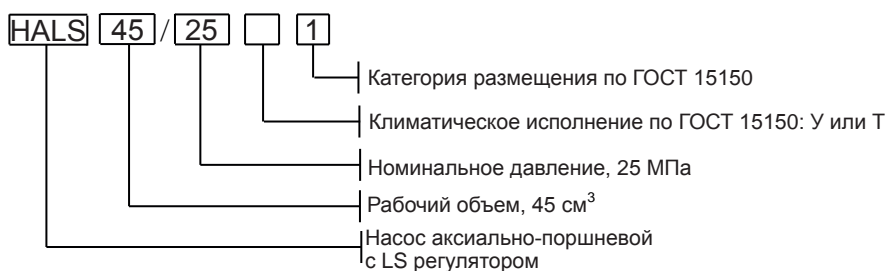 НАLS 45 / 25 1
Категория размещения по ГОСТ 15150
Климатическое исполнение по ГОСТ 15150: У или Т
Номинальное давление, 25 МПа
Рабочий объем, 45 см³
Насос аксиально-поршневой
с LS регулятором